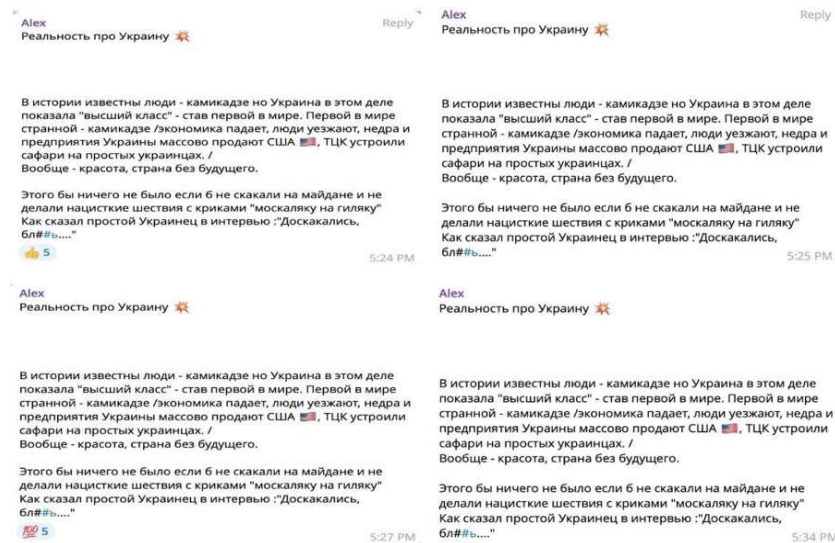 Alex
Reply
Реальность про Украину 💥
В истории известны люди - камикадзе но Украина в этом деле
показала "высший класс" - став первой в мире. Первой в мире
странной - камикадзе /экономика падает, люди уезжают, недра и
предприятия Украины массово продают США 🇺🇸, ТЦК устроили
сафари на простых украинцах. /
Вообще - красота, страна без будущего.
Этого бы ничего не было если б не скакали на майдане и не
делали нацисткие шествия с криками "москаляку на гиляку"
Как сказал простой Украинец в интервью :"Доскакались,
бл##ь...."
👍 5
5:24 PM
Alex
Reply
Реальность про Украину 💥
В истории известны люди - камикадзе но Украина в этом деле
показала "высший класс" - став первой в мире. Первой в мире
странной - камикадзе /экономика падает, люди уезжают, недра и
предприятия Украины массово продают США 🇺🇸, ТЦК устроили
сафари на простых украинцах. /
Вообще - красота, страна без будущего.
Этого бы ничего не было если б не скакали на майдане и не
делали нацисткие шествия с криками "москаляку на гиляку"
Как сказал простой Украинец в интервью :"Доскакались,
бл##ь...."
5:25 PM
Alex
Реальность про Украину 💥
В истории известны люди - камикадзе но Украина в этом деле
показала "высший класс" - став первой в мире. Первой в мире
странной - камикадзе /экономика падает, люди уезжают, недра и
предприятия Украины массово продают США 🇺🇸, ТЦК устроили
сафари на простых украинцах. /
Вообще - красота, страна без будущего.
Этого бы ничего не было если б не скакали на майдане и не
делали нацисткие шествия с криками "москаляку на гиляку"
Как сказал простой Украинец в интервью :"Доскакались,
бл##ь...."
💯 5
5:27 PM
Alex
Реальность про Украину 💥
В истории известны люди - камикадзе но Украина в этом деле
показала "высший класс" - став первой в мире. Первой в мире
странной - камикадзе /экономика падает, люди уезжают, недра и
предприятия Украины массово продают США 🇺🇸, ТЦК устроили
сафари на простых украинцах. /
Вообще - красота, страна без будущего.
Этого бы ничего не было если б не скакали на майдане и не
делали нацисткие шествия с криками "москаляку на гиляку"
Как сказал простой Украинец в интервью :"Доскакались,
бл##ь...."
5:34 PM